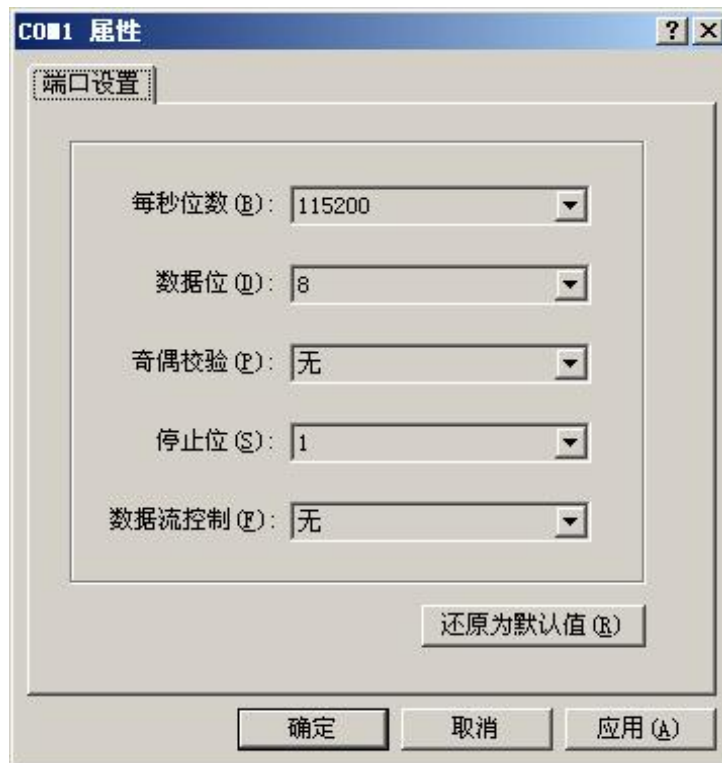 COM1 属性
端口设置
每秒位数(B): 115200
数据位(D): 8
奇偶校验(P): 无
停止位(S): 1
数据流控制(F): 无
还原为默认值(R)
确定 取消 应用(A)